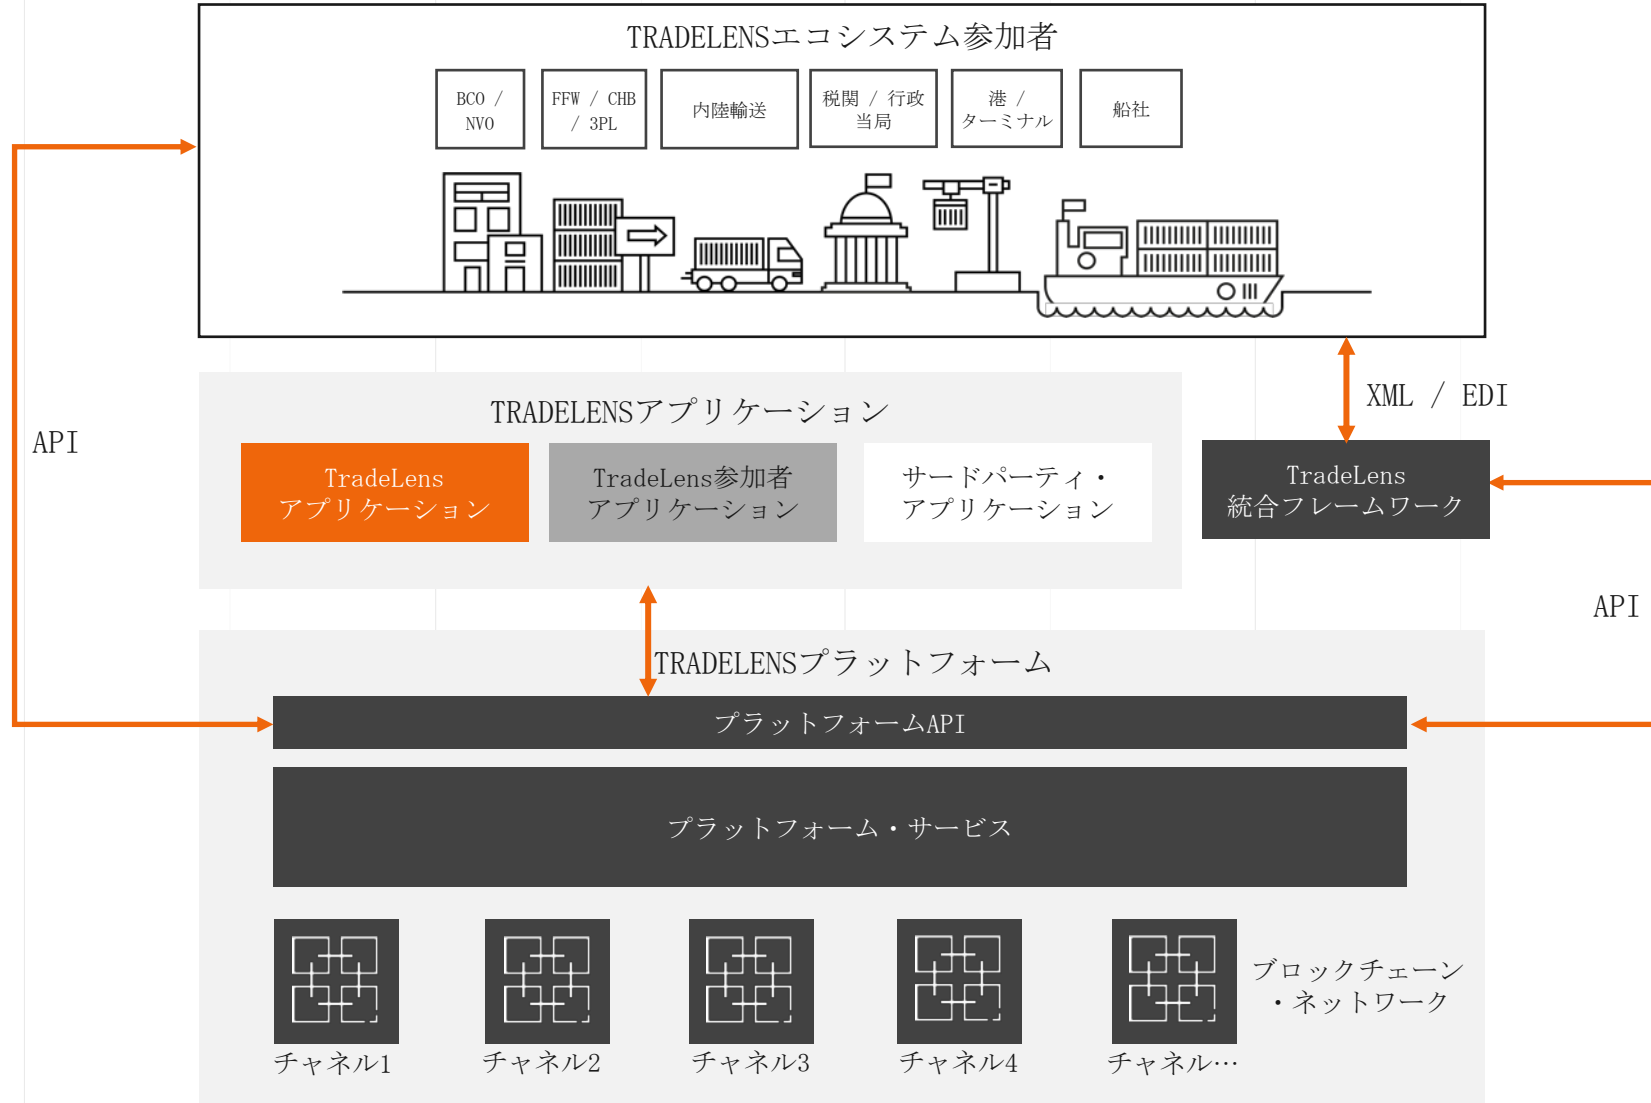 TRADELENSエコシステム参加者
BCO /
NVO
FFW / CHB
/ 3PL
内陸輸送
税関 / 行政
当局
港 /
ターミナル
船社
XML / EDI
API
TRADELENSアプリケーション
TradeLens
アプリケーション
TradeLens参加者
アプリケーション
サードパーティ・
アプリケーション
TradeLens
統合フレームワーク
API
TRADELENSプラットフォーム
プラットフォームAPI
プラットフォーム・サービス
ブロックチェーン
・ネットワーク
チャネル1
チャネル2
チャネル3
チャネル4
チャネル…